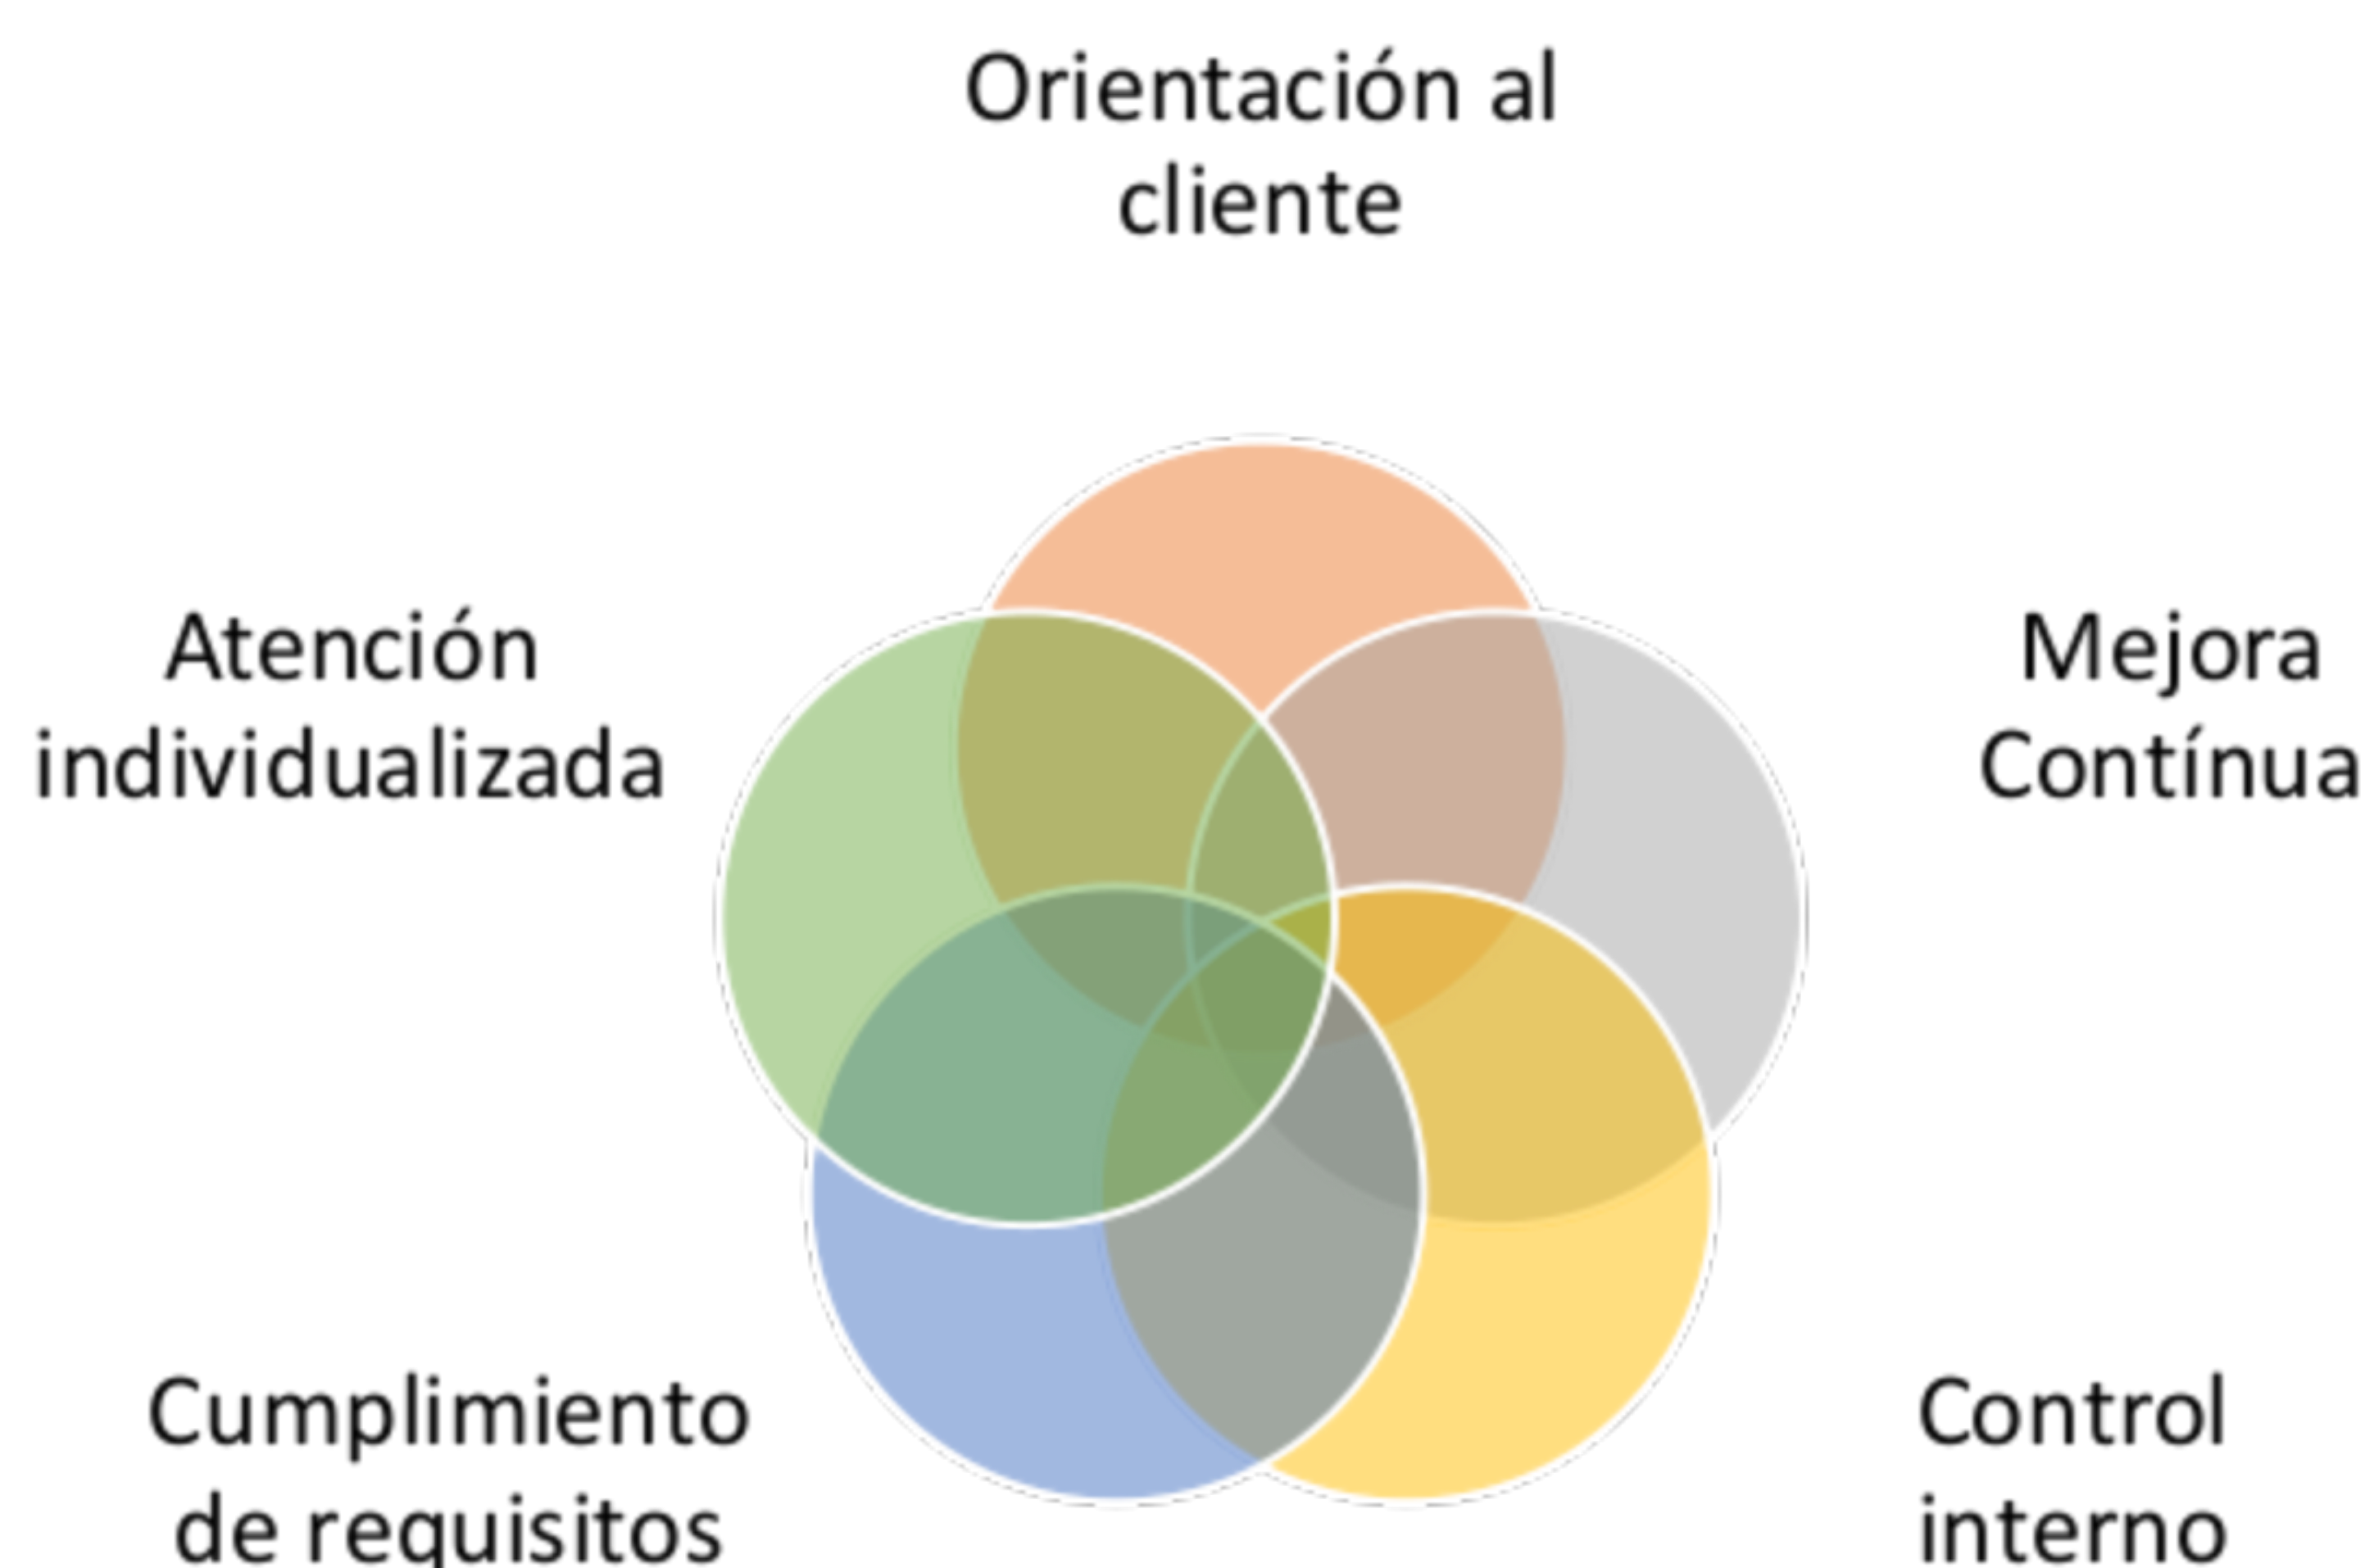 Orientación al
cliente
Atención
individualizada
Mejora
Contínua
Cumplimiento
de requisitos
Control
interno